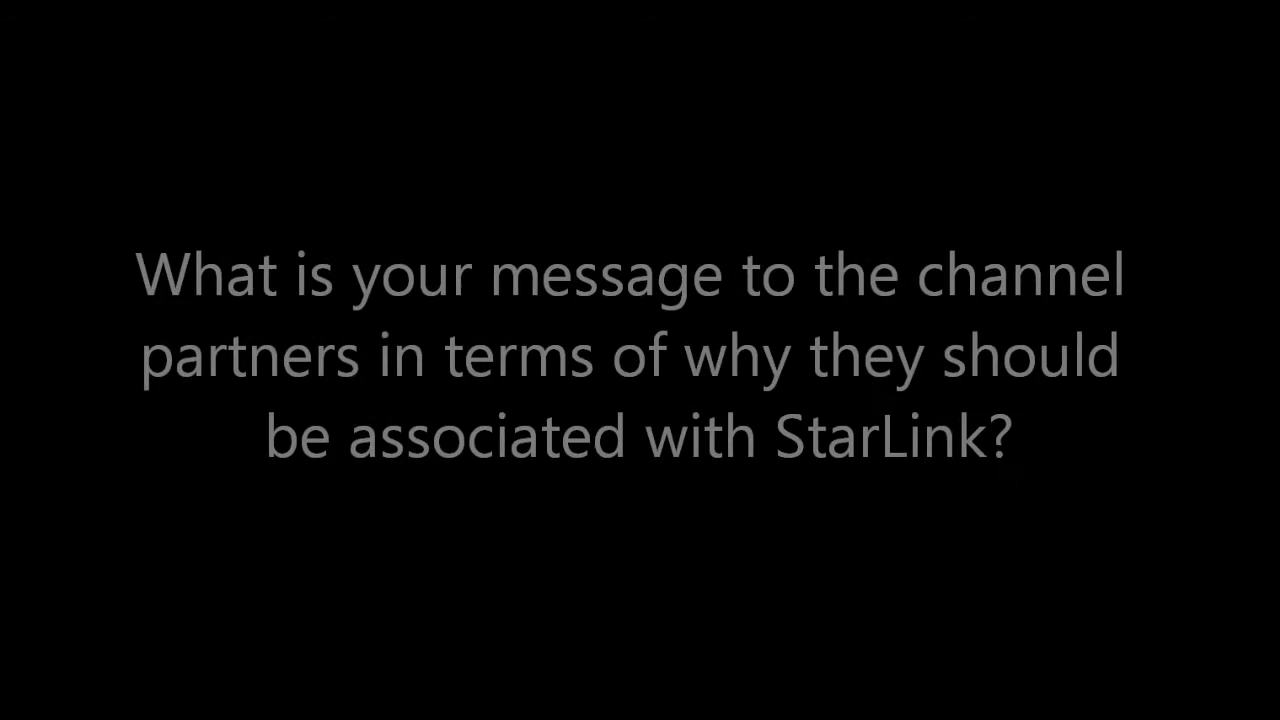 What is your message to the channel
partners in terms of why they should
be associated with StarLink?